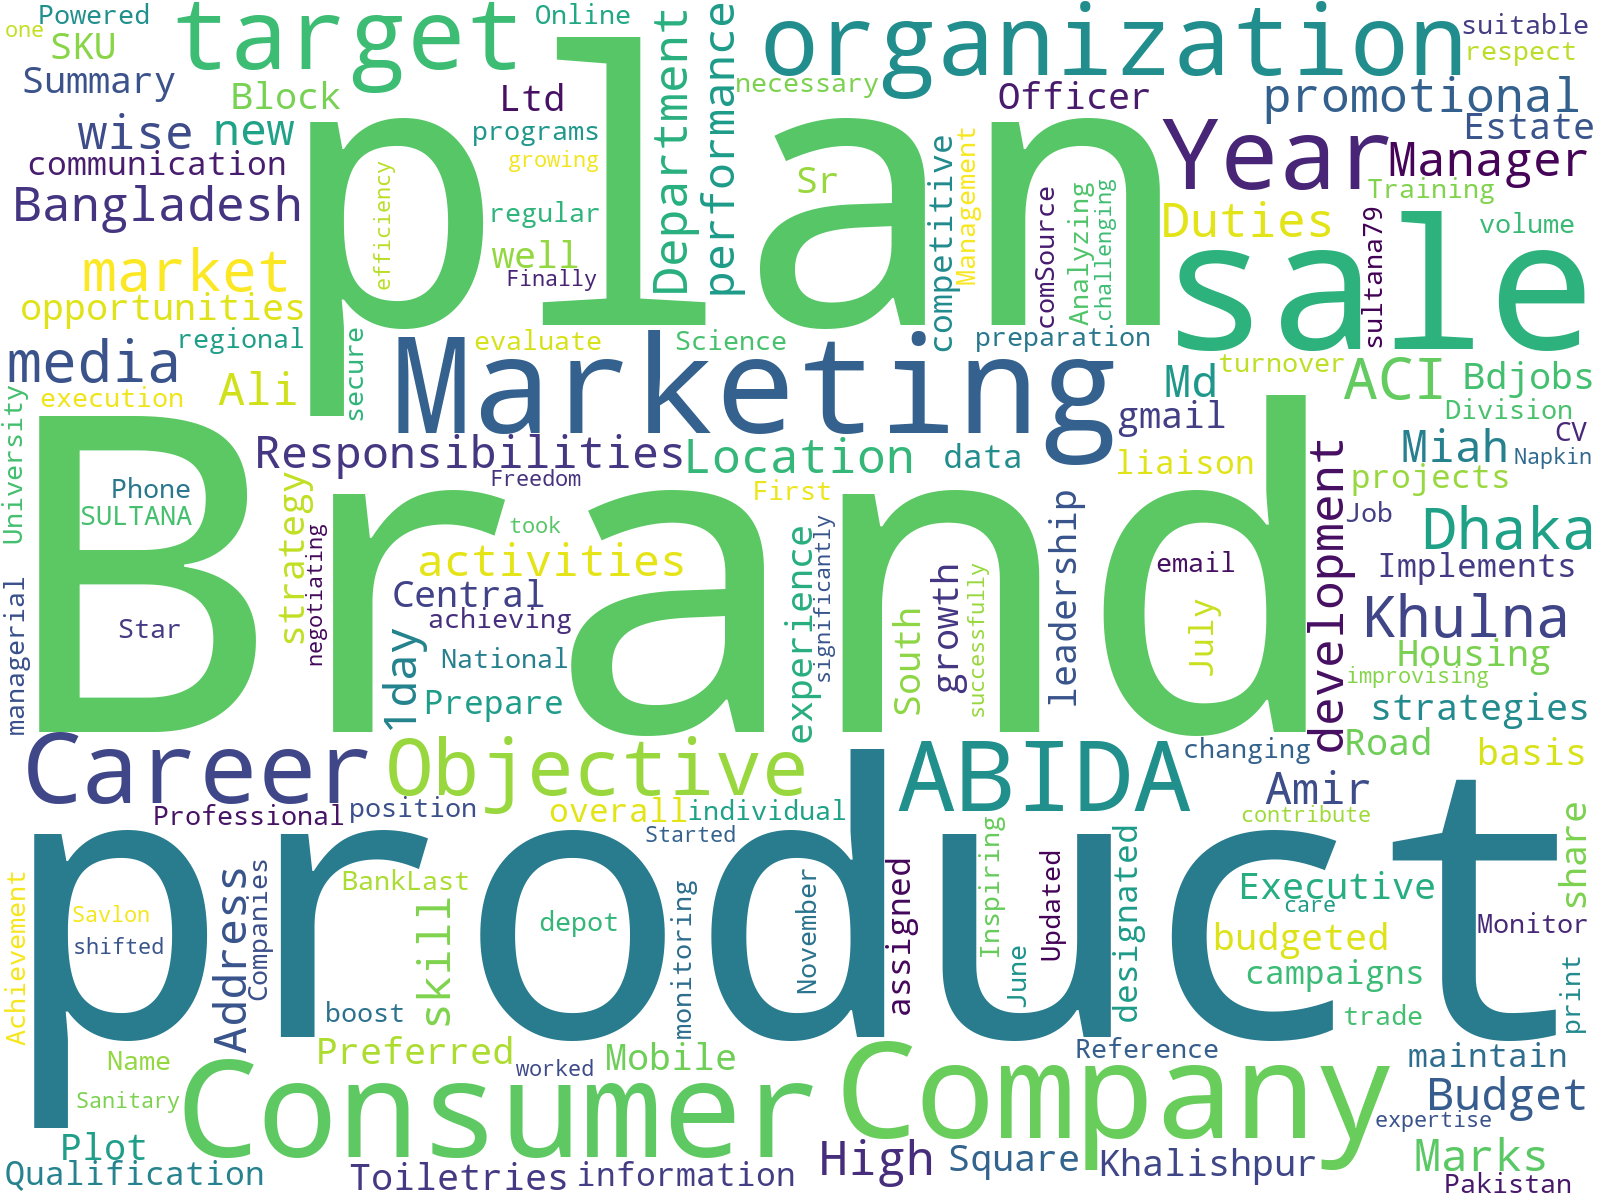 Powered
one
SKU
Summary
target
Online
Department
performance
organization
suitable
respect
necessary
Block
Ltd
Officer
promotional
Estate
wise
new
programs
growing
communication
plan
Year
Manager
Training
Bangladesh
efficiency
regular
well
Finally
Sr
competitive
Management
comSource
Analyzing
challenging
Duties
sultana79
volume
sale
market
opportunities
regional
secure
evaluate
Science
preparation
turnover
media
execution
Ali
Marketing
Md
ACI
Bdjobs
Division
gmail
University
Responsibilities
Location
data
liaison
Miah
CV
Napkin
Phone
SULTANA
Freedom
First
projects
Brand
strategy
negotiating
took
activities
experience
significantly
leadership
email
development
Job
Dhaka
Implements
managerial
Star
Central
achieving
1day
National
Prepare
South
growth
successfully
July
Khulna
Housing
improvising
strategies
Career
Objective
ABIDA
changing
Road
basis
Amir
Professional
position
overall
individual
Started
contribute
product
Achievement
Savlon
shifted
Address
Companies
BankLast
skill
depot
monitoring
November
assigned
Inspiring
June
Updated
designated
Executive
care
share
budgeted
Monitor
campaigns
boost
trade
print
Name
Sanitary
Preferred
worked
Mobile
Reference
maintain
Consumer
Company
Budget
expertise
Plot
Qualification
Toiletries
information
High
Square
Khalishpur
Marks
Pakistan